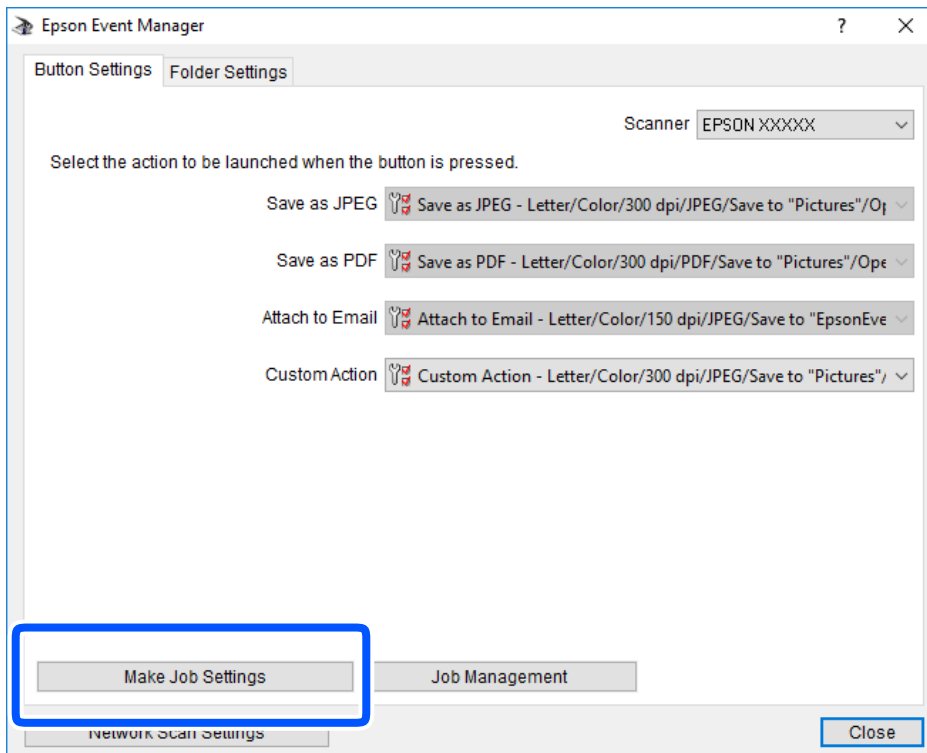 Epson Event Manager
Button Settings Folder Settings
Scanner EPSON XXXXX
Select the action to be launched when the button is pressed.
Save as JPEG Save as JPEG - Letter/Color/300 dpi/JPEG/Save to "Pictures"/Op
Save as PDF Save as PDF - Letter/Color/300 dpi/PDF/Save to "Pictures"/Ope
Attach to Email Attach to Email - Letter/Color/150 dpi/JPEG/Save to "EpsonEve
Custom Action Custom Action - Letter/Color/300 dpi/JPEG/Save to "Pictures"/
Make Job Settings Job Management
Network Scan Settings Close